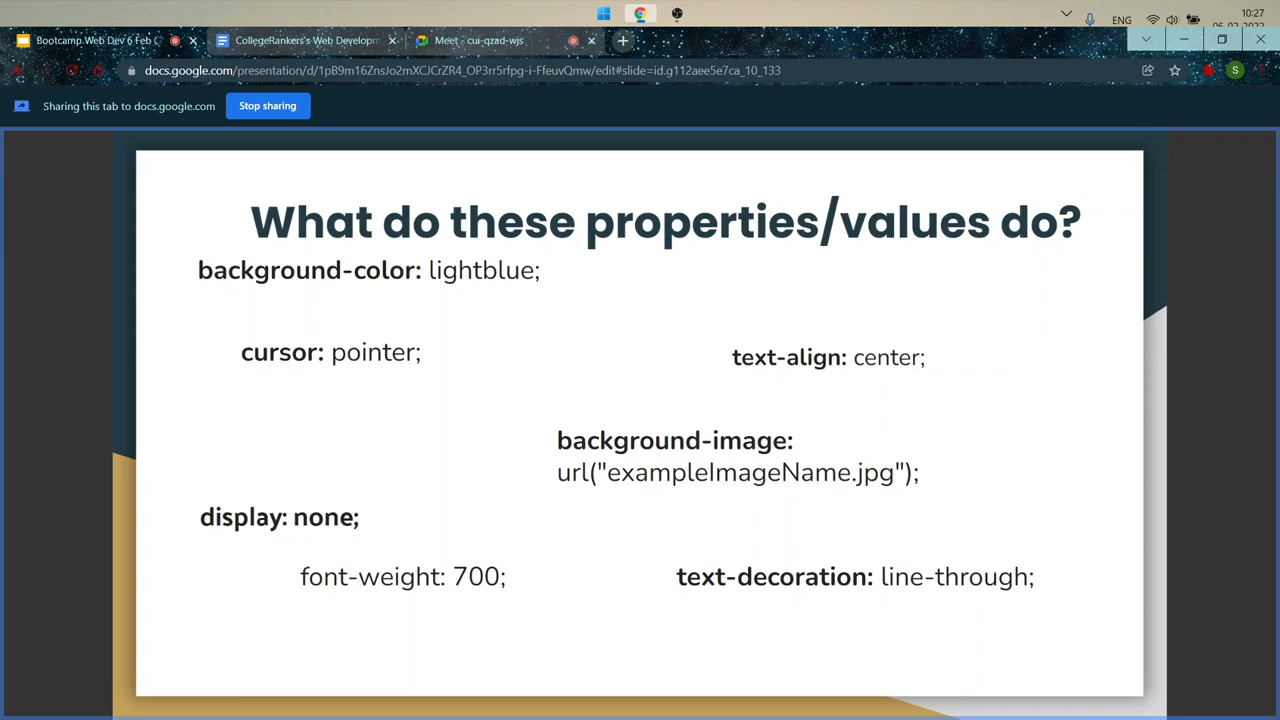 10:27
ENG
Bootcamp Web Dev 6 Feb
CollegeRankers's Web Developm
Meet - cui-qzad-wjs
docs.google.com/presentation/d/1pB9m16ZnsJo2mXCJCrZR4_OP3rr5rfpg-i-FfeuvQmw/edit#slide=id.g112aee5e7ca_10_133
S
Sharing this tab to docs.google.com
Stop sharing
What do these properties/values do?
background-color: lightblue;
cursor: pointer;
text-align: center;
background-image:
url("exampleImageName.jpg");
display: none;
font-weight: 700;
text-decoration: line-through;